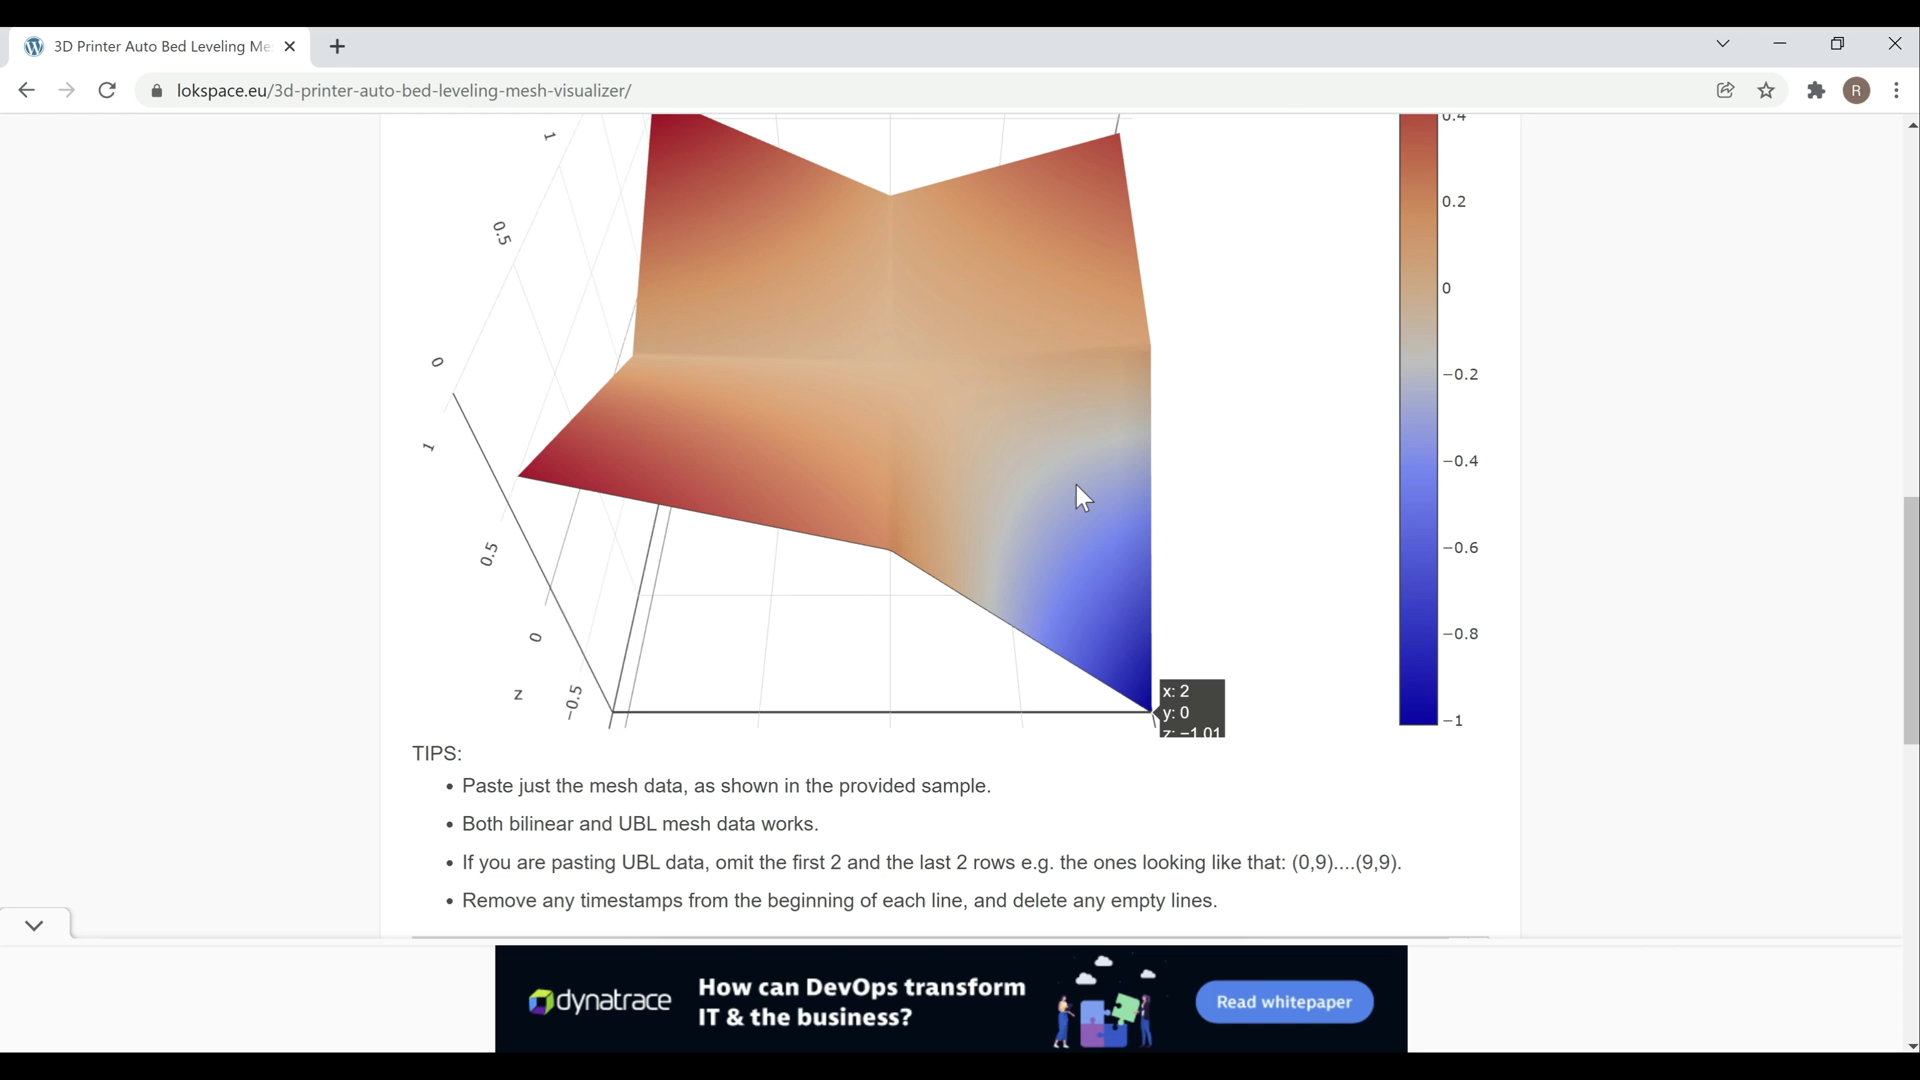 3D Printer Auto Bed Leveling Me
lokspace.eu/3d-printer-auto-bed-leveling-mesh-visualizer/
R
1
0.5
0
1
0.5
0
−0.5
z
0.4
0.2
0
−0.2
−0.4
−0.6
−0.8
−1
x: 2
y: 0
z: −1.01
TIPS:
Paste just the mesh data, as shown in the provided sample.
Both bilinear and UBL mesh data works.
If you are pasting UBL data, omit the first 2 and the last 2 rows e.g. the ones looking like that: (0,9)....(9,9).
Remove any timestamps from the beginning of each line, and delete any empty lines.
dynatrace
How can DevOps transform
IT & the business?
Read whitepaper